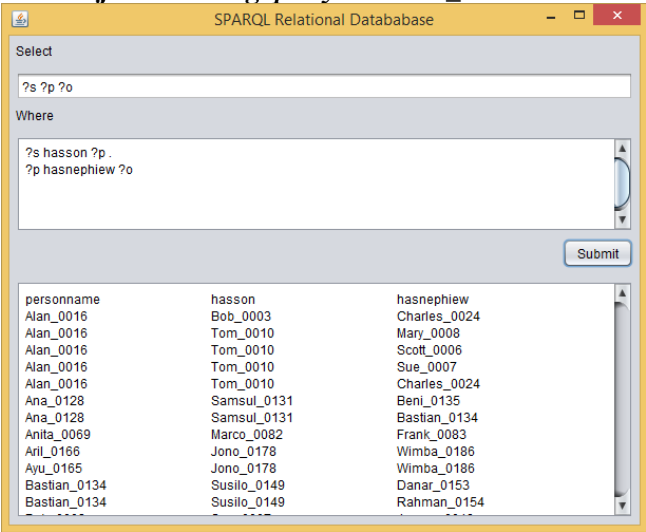 SPARQL Relational Datababase
Select
?s ?p ?o
Where
?s hasson ?p .
?p hasnephiew ?o
Submit
personname hasson hasnephiew
Alan_0016 Bob_0003 Charles_0024
Alan_0016 Tom_0010 Mary_0008
Alan_0016 Tom_0010 Scott_0006
Alan_0016 Tom_0010 Sue_0007
Alan_0016 Tom_0010 Charles_0024
Ana_0128 Samsul_0131 Beni_0135
Ana_0128 Samsul_0131 Bastian_0134
Anita_0069 Marco_0082 Frank_0083
Aril_0166 Jono_0178 Wimba_0186
Ayu_0165 Jono_0178 Wimba_0186
Bastian_0134 Susilo_0149 Danar_0153
Bastian_0134 Susilo_0149 Rahman_0154